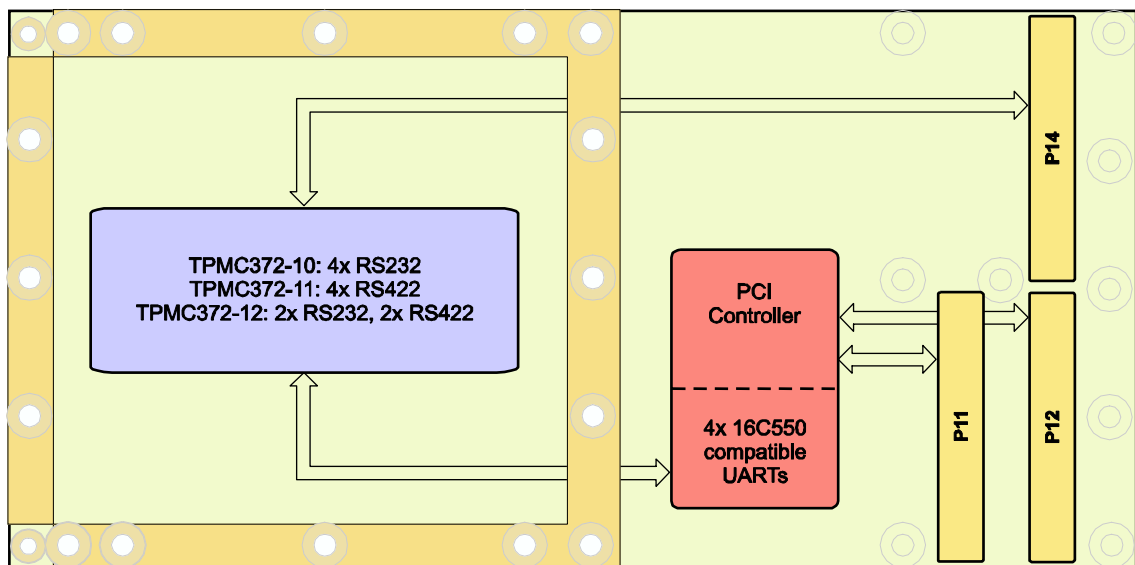 P14
TPMC372-10: 4x RS232
TPMC372-11: 4x RS422
TPMC372-12: 2x RS232, 2x RS422
PCI
Controller
4x 16C550
compatible
UARTs
P11
P12